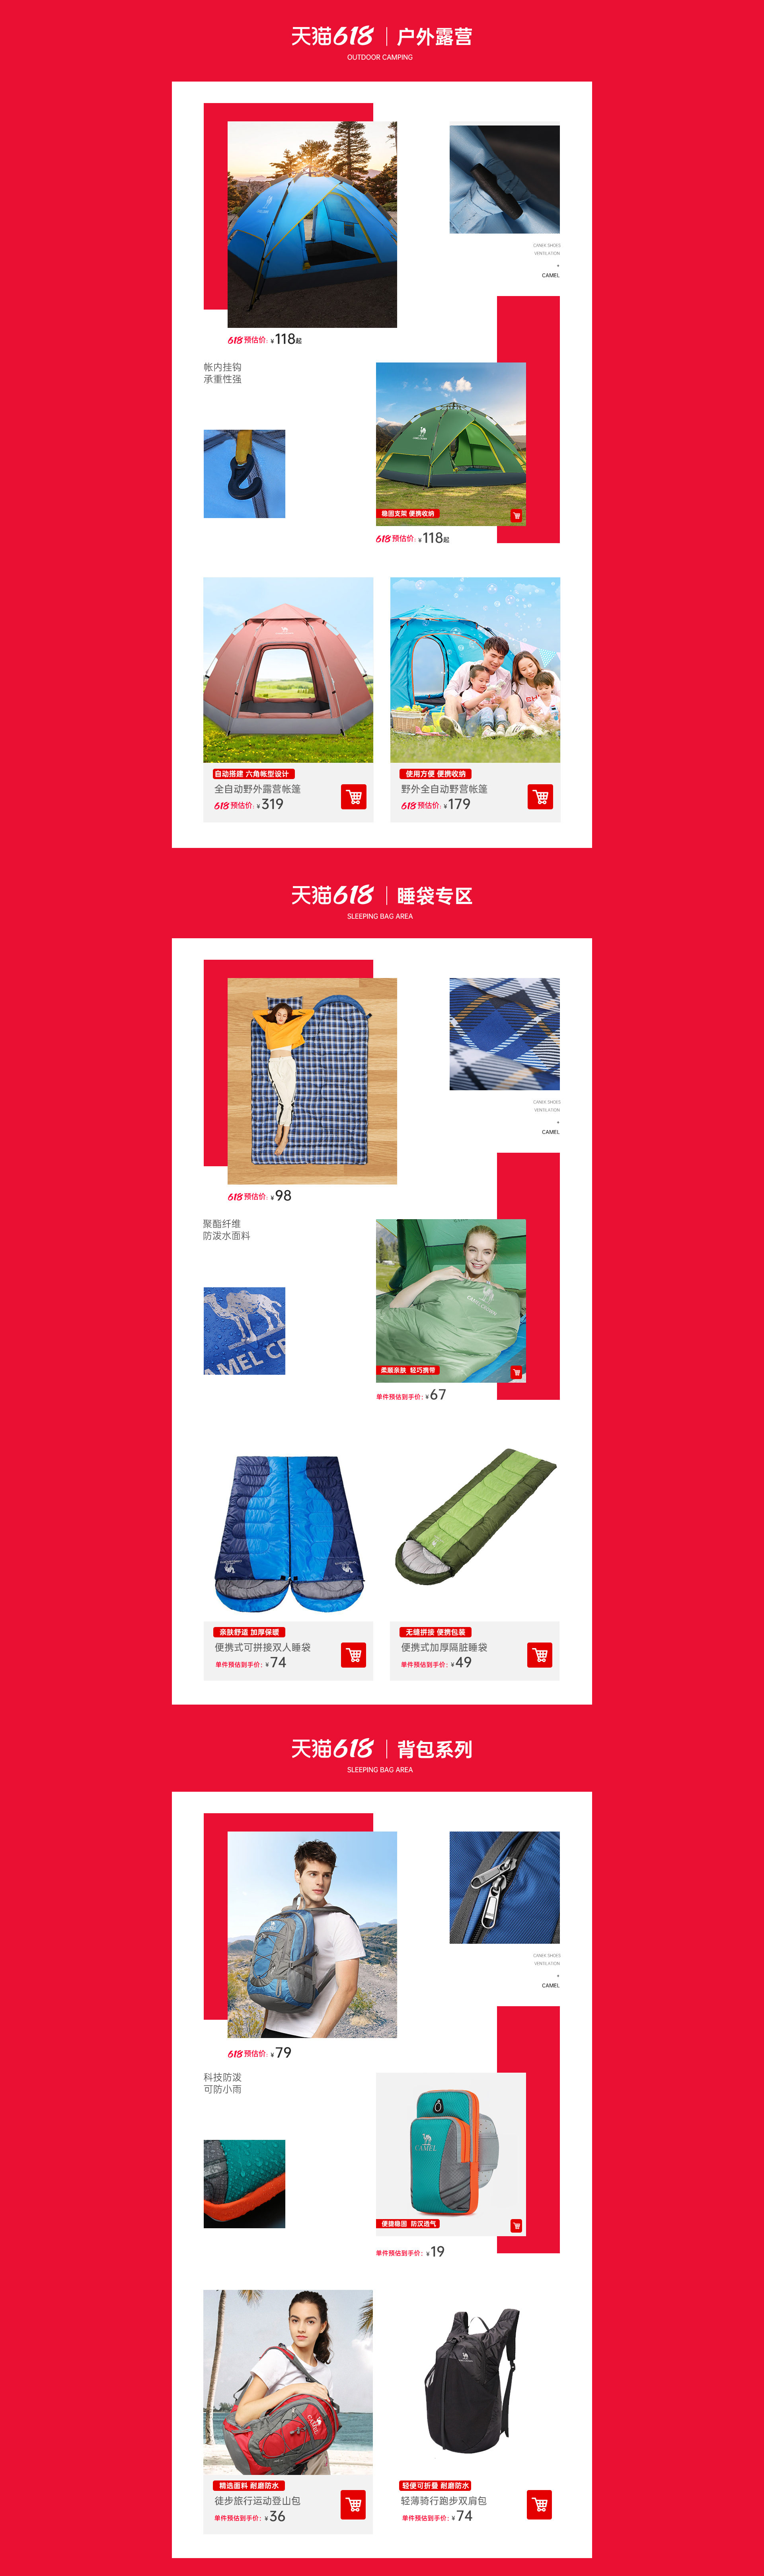 天猫618 | 户外露营
OUTDOOR CAMPING
CANEK SHOES
VENTILATION
CAMEL
618 预估价: ¥118起
帐内挂钩
承重性强
稳固支架 便携收纳
618 预估价: ¥118起
自动搭建 六角帐型设计
全自动野外露营帐篷
618 预估价: ¥319
使用方便 便携收纳
野外全自动野营帐篷
618 预估价: ¥179
天猫618 | 睡袋专区
SLEEPING BAG AREA
CANEK SHOES
VENTILATION
CAMEL
618 预估价: ¥98
聚酯纤维
防泼水面料
AMEL CR
柔顺亲肤 轻巧携带
单件预估到手价: ¥67
亲肤舒适 加厚保暖
便携式可拼接双人睡袋
单件预估到手价: ¥74
无缝拼接 便携包装
便携式加厚隔脏睡袋
单件预估到手价: ¥49
天猫618 | 背包系列
SLEEPING BAG AREA
CANEK SHOES
VENTILATION
CAMEL
618 预估价: ¥79
科技防泼
可防小雨
CAMEL
便捷稳固 防汉透气
单件预估到手价: ¥19
CAMEL
精选面料 耐磨防水
徒步旅行运动登山包
单件预估到手价: ¥36
轻便可折叠 耐磨防水
轻薄骑行跑步双肩包
单件预估到手价: ¥74